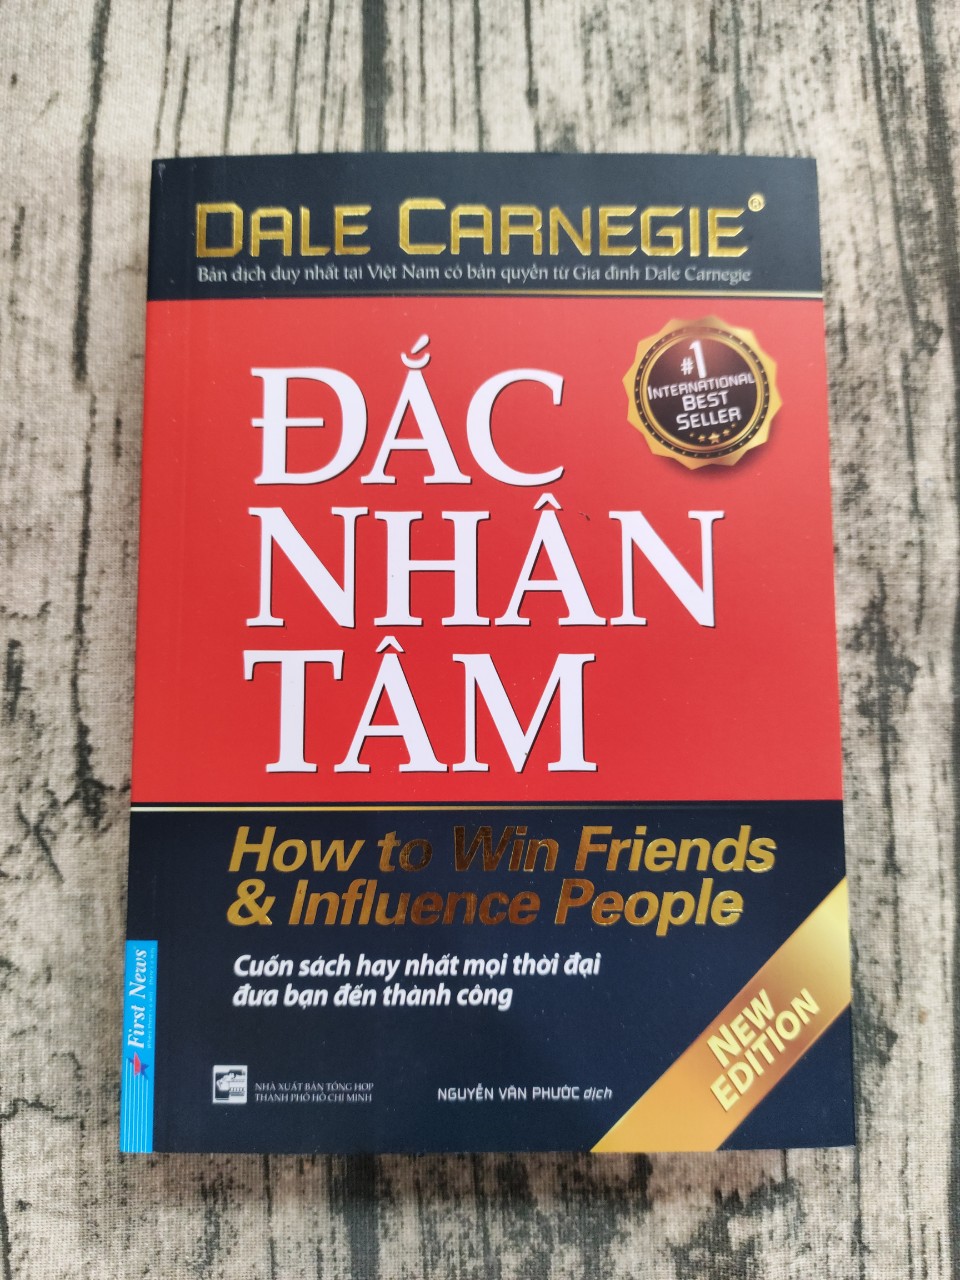 DALE CARNEGIE®
Bản dịch duy nhất tại Việt Nam có bản quyền từ Gia đình Dale Carnegie
#1
INTERNATIONAL
BEST
SELLER
ĐẮC
NHÂN
TÂM
How to Win Friends
& Influence People
Cuốn sách hay nhất mọi thời đại
đưa bạn đến thành công
First News
NEW
EDITION
NHÀ XUẤT BẢN TỔNG HỢP
THÀNH PHỐ HỒ CHÍ MINH
NGUYỄN VĂN PHƯỚC dịch